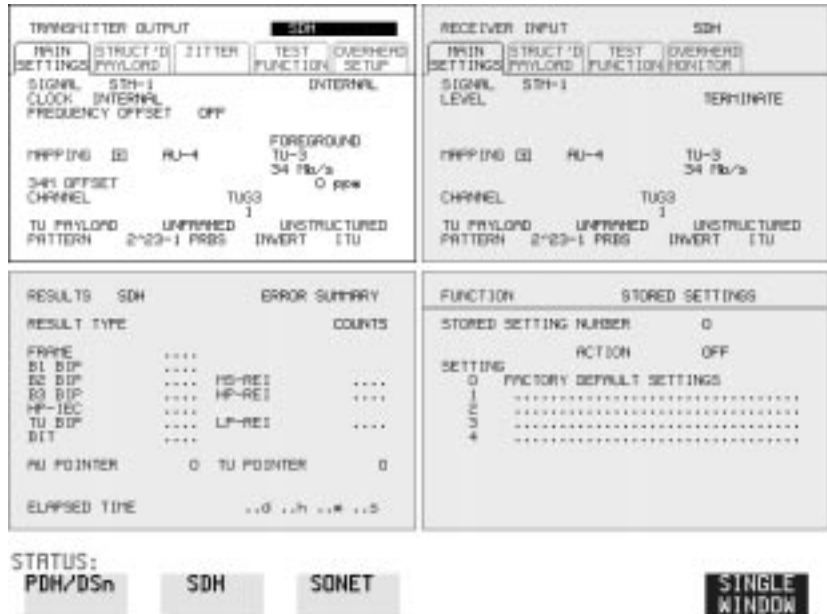 TRANSMITTER OUTPUT SDH
MAIN SETTINGS STRUCT'D PAYLOAD JITTER TEST FUNCTION OVERHEAD SETUP
SIGNAL STM-1 INTERNAL
CLOCK INTERNAL
FREQUENCY OFFSET OFF
FOREGROUND
MAPPING AU-4 TU-3
34 Mb/s
34M OFFSET 0 ppm
CHANNEL TUG3
1
TU PAYLOAD UNFRAMED UNSTRUCTURED
PATTERN 2^23-1 PRBS INVERT ITU
RECEIVER INPUT SDH
MAIN SETTINGS STRUCT'D PAYLOAD TEST FUNCTION OVERHEAD MONITOR
SIGNAL STM-1
LEVEL TERMINATE
MAPPING AU-4 TU-3
34 Mb/s
CHANNEL TUG3
1
TU PAYLOAD UNFRAMED UNSTRUCTURED
PATTERN 2^23-1 PRBS INVERT ITU
RESULTS SDH ERROR SUMMARY
RESULT TYPE COUNTS
FRAME ....
B1 BIP ....
B2 BIP .... MS-REI ....
B3 BIP .... HP-REI ....
HP-IEC ....
TU BIP .... LP-REI ....
BIT ....
AU POINTER 0 TU POINTER 0
ELAPSED TIME ..d ..h ..m ..s
FUNCTION STORED SETTINGS
STORED SETTING NUMBER 0
ACTION OFF
SETTING
0 FACTORY DEFAULT SETTINGS
1 ..............................
2 ..............................
3 ..............................
4 ..............................
STATUS:
PDH/DSn SDH SONET SINGLE WINDOW